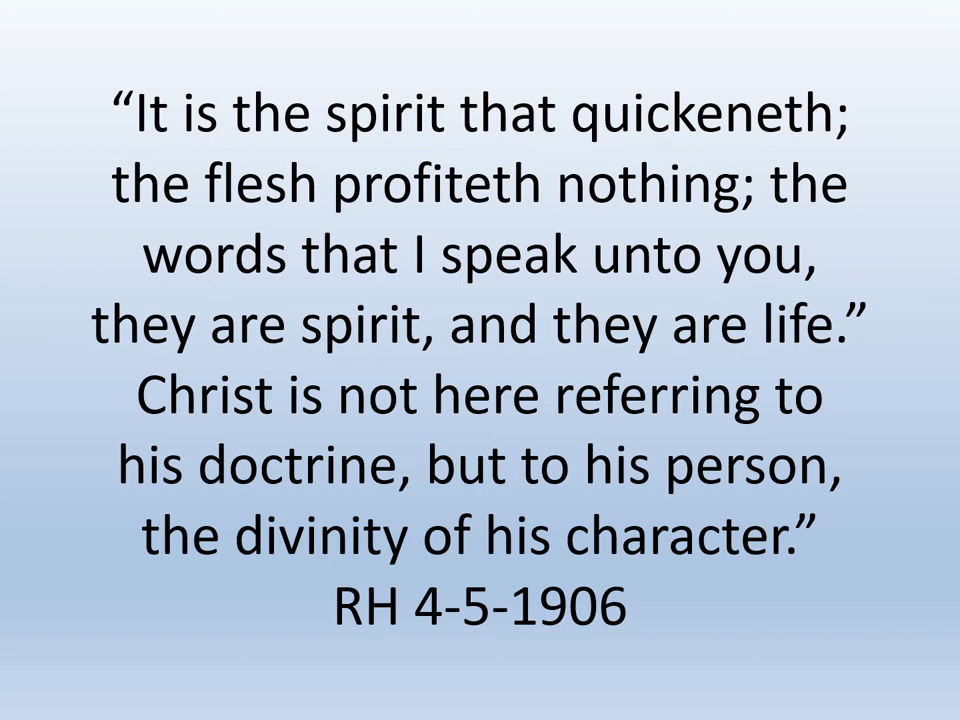 “It is the spirit that quickeneth;
the flesh profiteth nothing; the
words that I speak unto you,
they are spirit, and they are life.”
Christ is not here referring to
his doctrine, but to his person,
the divinity of his character.”
RH 4-5-1906